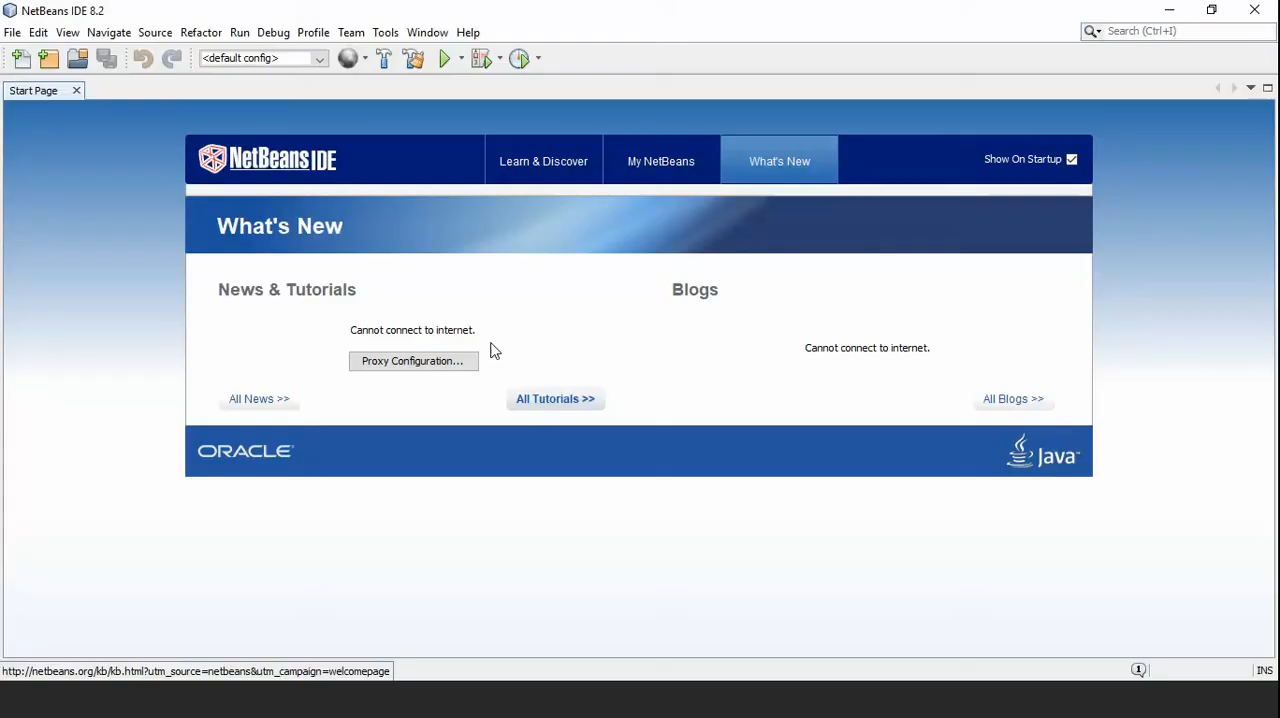 NetBeans IDE 8.2
File Edit View Navigate Source Refactor Run Debug Profile Team Tools Window Help
Search (Ctrl+I)
<default config>
Start Page
NetBeans IDE
Learn & Discover
My NetBeans
What's New
Show On Startup
What's New
News & Tutorials
Blogs
Cannot connect to internet.
Cannot connect to internet.
Proxy Configuration...
All News >>
All Tutorials >>
All Blogs >>
ORACLE
Java
http://netbeans.org/kb/kb.html?utm_source=netbeans&utm_campaign=welcomepage
1
INS